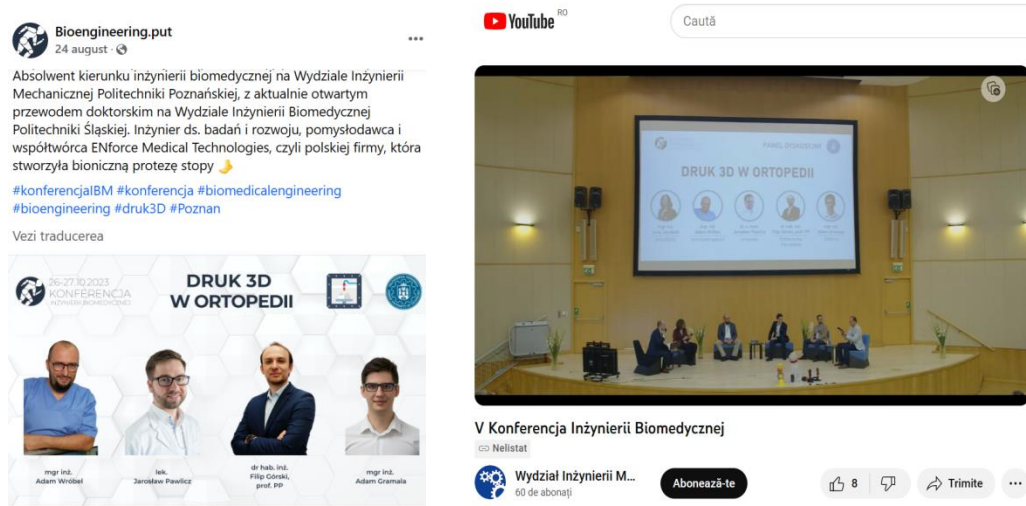 Bioengineering.put
24 august
Absolwent kierunku inżynierii biomedycznej na Wydziale Inżynierii
Mechanicznej Politechniki Poznańskiej, z aktualnie otwartym
przewodem doktorskim na Wydziale Inżynierii Biomedycznej
Politechniki Śląskiej. Inżynier ds. badań i rozwoju, pomysłodawca i
współtwórca ENforce Medical Technologies, czyli polskiej firmy, która
stworzyła bioniczną protezę stopy
#konferencjaIBM #konferencja #biomedicalengineering
#bioengineering #druk3D #Poznan
Vezi traducerea
26-27.10.2023
KONFERENCJA
INŻYNIERII BIOMEDYCZNEJ
DRUK 3D
W ORTOPEDII
mgr inż.
Adam Wróbel
lek.
Jarosław Pawlicz
dr hab. inż.
Filip Górski,
prof. PP
mgr inż.
Adam Gramala
YouTube RO
Caută
PANEL DYSKUSYJNY
DRUK 3D W ORTOPEDII
V Konferencja Inżynierii Biomedycznej
Nelistat
Wydział Inżynierii M...
60 de abonați
Abonează-te
8
Trimite